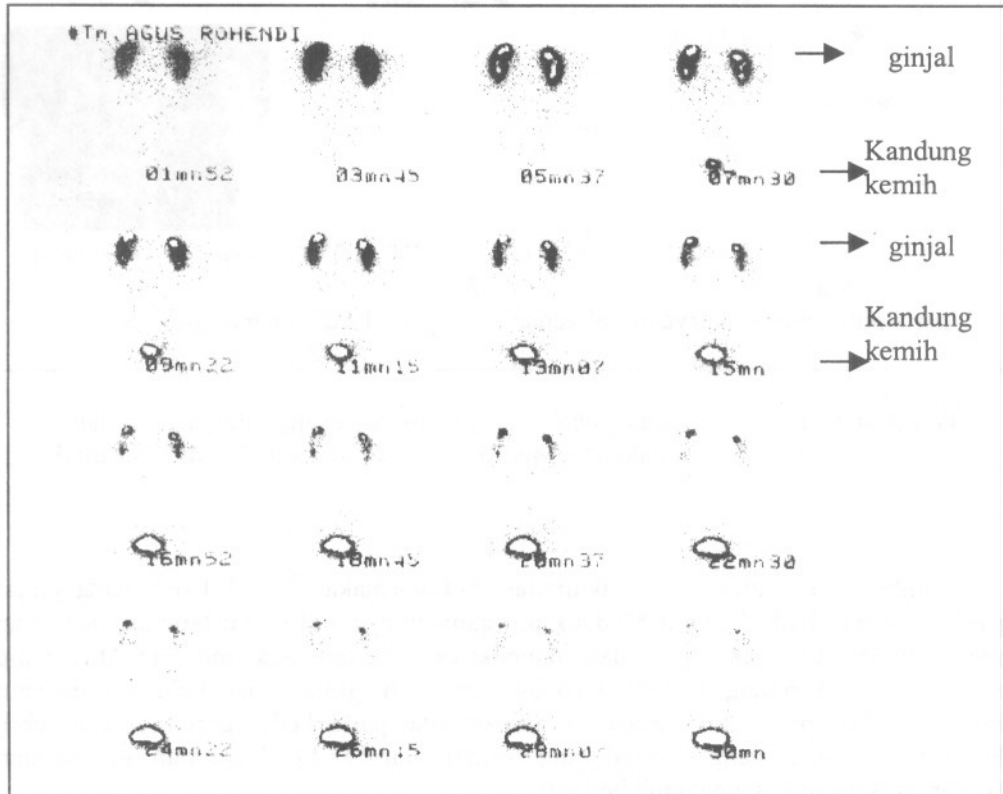 #Tn.AGUS ROHENDI
ginjal
01mn52 03mn45 05mn37 07mn30
Kandung
kemih
ginjal
Kandung
kemih
09mn22 11mn15 13mn07 15mn
16mn52 18mn45 20mn37 22mn30
24mn22 26mn15 28mn0 30mn